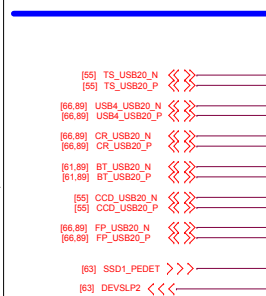 [55] TS_USB20_N
[55] TS_USB20_P
[66,89] USB4_USB20_N
[66,89] USB4_USB20_P
[66,89] CR_USB20_N
[66,89] CR_USB20_P
[61,89] BT_USB20_N
[61,89] BT_USB20_P
[55] CCD_USB20_N
[55] CCD_USB20_P
[66,89] FP_USB20_N
[66,89] FP_USB20_P
[63] SSD1_PEDET
[63] DEVSLP2